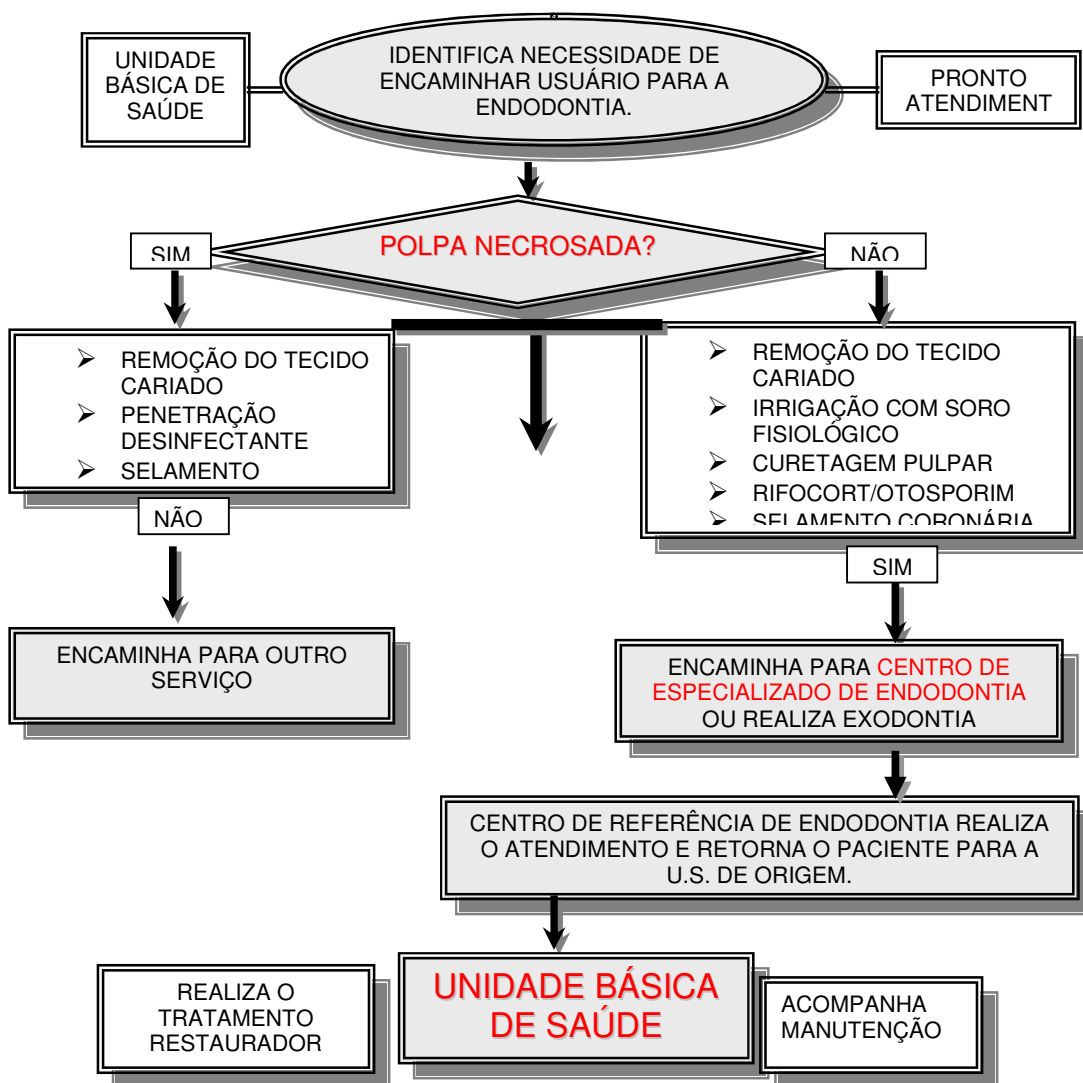 UNIDADE
BÁSICA DE
SAÚDE
IDENTIFICA NECESSIDADE DE
ENCAMINHAR USUÁRIO PARA A
ENDODONTIA.
PRONTO
ATENDIMENT
POLPA NECROSADA?
SIM
NÃO
➢ REMOÇÃO DO TECIDO
CARIADO
➢ PENETRAÇÃO
DESINFECTANTE
➢ SELAMENTO
➢ REMOÇÃO DO TECIDO
CARIADO
➢ IRRIGAÇÃO COM SORO
FISIOLÓGICO
➢ CURETAGEM PULPAR
➢ RIFOCORT/OTOSPORIM
➢ SELAMENTO CORONÁRIA
NÃO
SIM
ENCAMINHA PARA OUTRO
SERVIÇO
ENCAMINHA PARA CENTRO DE
ESPECIALIZADO DE ENDODONTIA
OU REALIZA EXODONTIA
CENTRO DE REFERÊNCIA DE ENDODONTIA REALIZA
O ATENDIMENTO E RETORNA O PACIENTE PARA A
U.S. DE ORIGEM.
REALIZA O
TRATAMENTO
RESTAURADOR
UNIDADE BÁSICA
DE SAÚDE
ACOMPANHA
MANUTENÇÃO